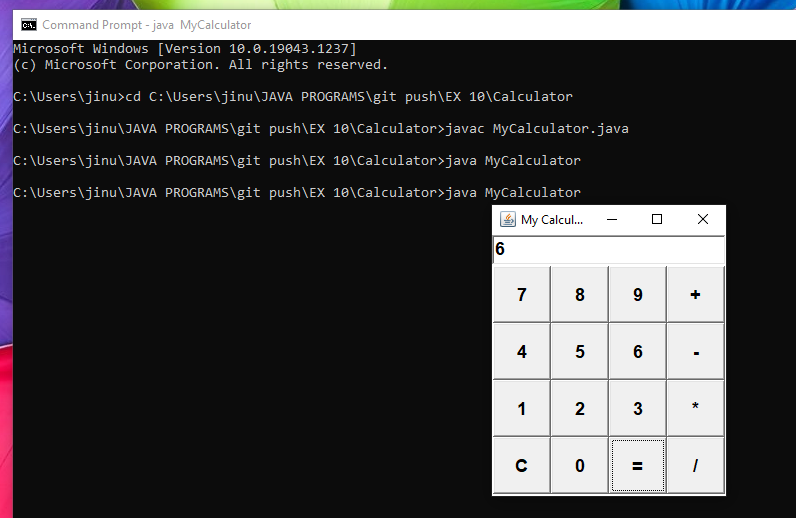 Command Prompt - java  MyCalculator
Microsoft Windows [Version 10.0.19043.1237]
(c) Microsoft Corporation. All rights reserved.
C:\Users\jinu>cd C:\Users\jinu\JAVA PROGRAMS\git push\EX 10\Calculator
C:\Users\jinu\JAVA PROGRAMS\git push\EX 10\Calculator>javac MyCalculator.java
C:\Users\jinu\JAVA PROGRAMS\git push\EX 10\Calculator>java MyCalculator
C:\Users\jinu\JAVA PROGRAMS\git push\EX 10\Calculator>java MyCalculator
My Calcul...
6
7 8 9 +
4 5 6 -
1 2 3 *
C 0 = /